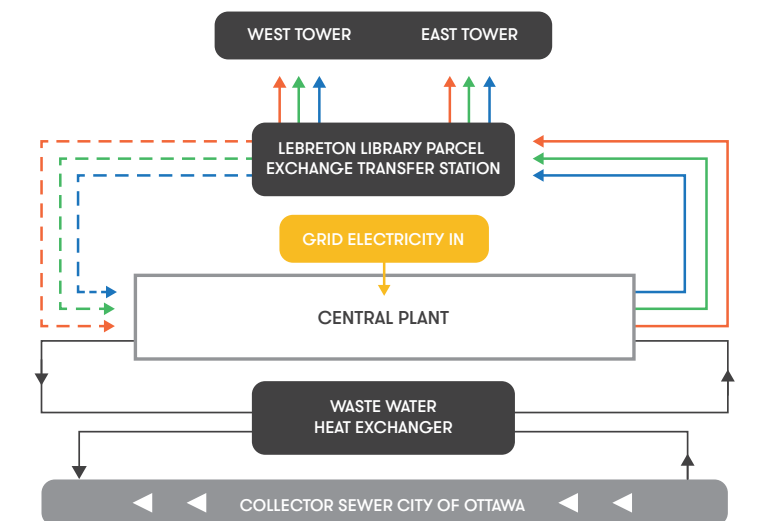 WEST TOWER
EAST TOWER
LEBRETON LIBRARY PARCEL
EXCHANGE TRANSFER STATION
GRID ELECTRICITY IN
CENTRAL PLANT
WASTE WATER
HEAT EXCHANGER
COLLECTOR SEWER CITY OF OTTAWA